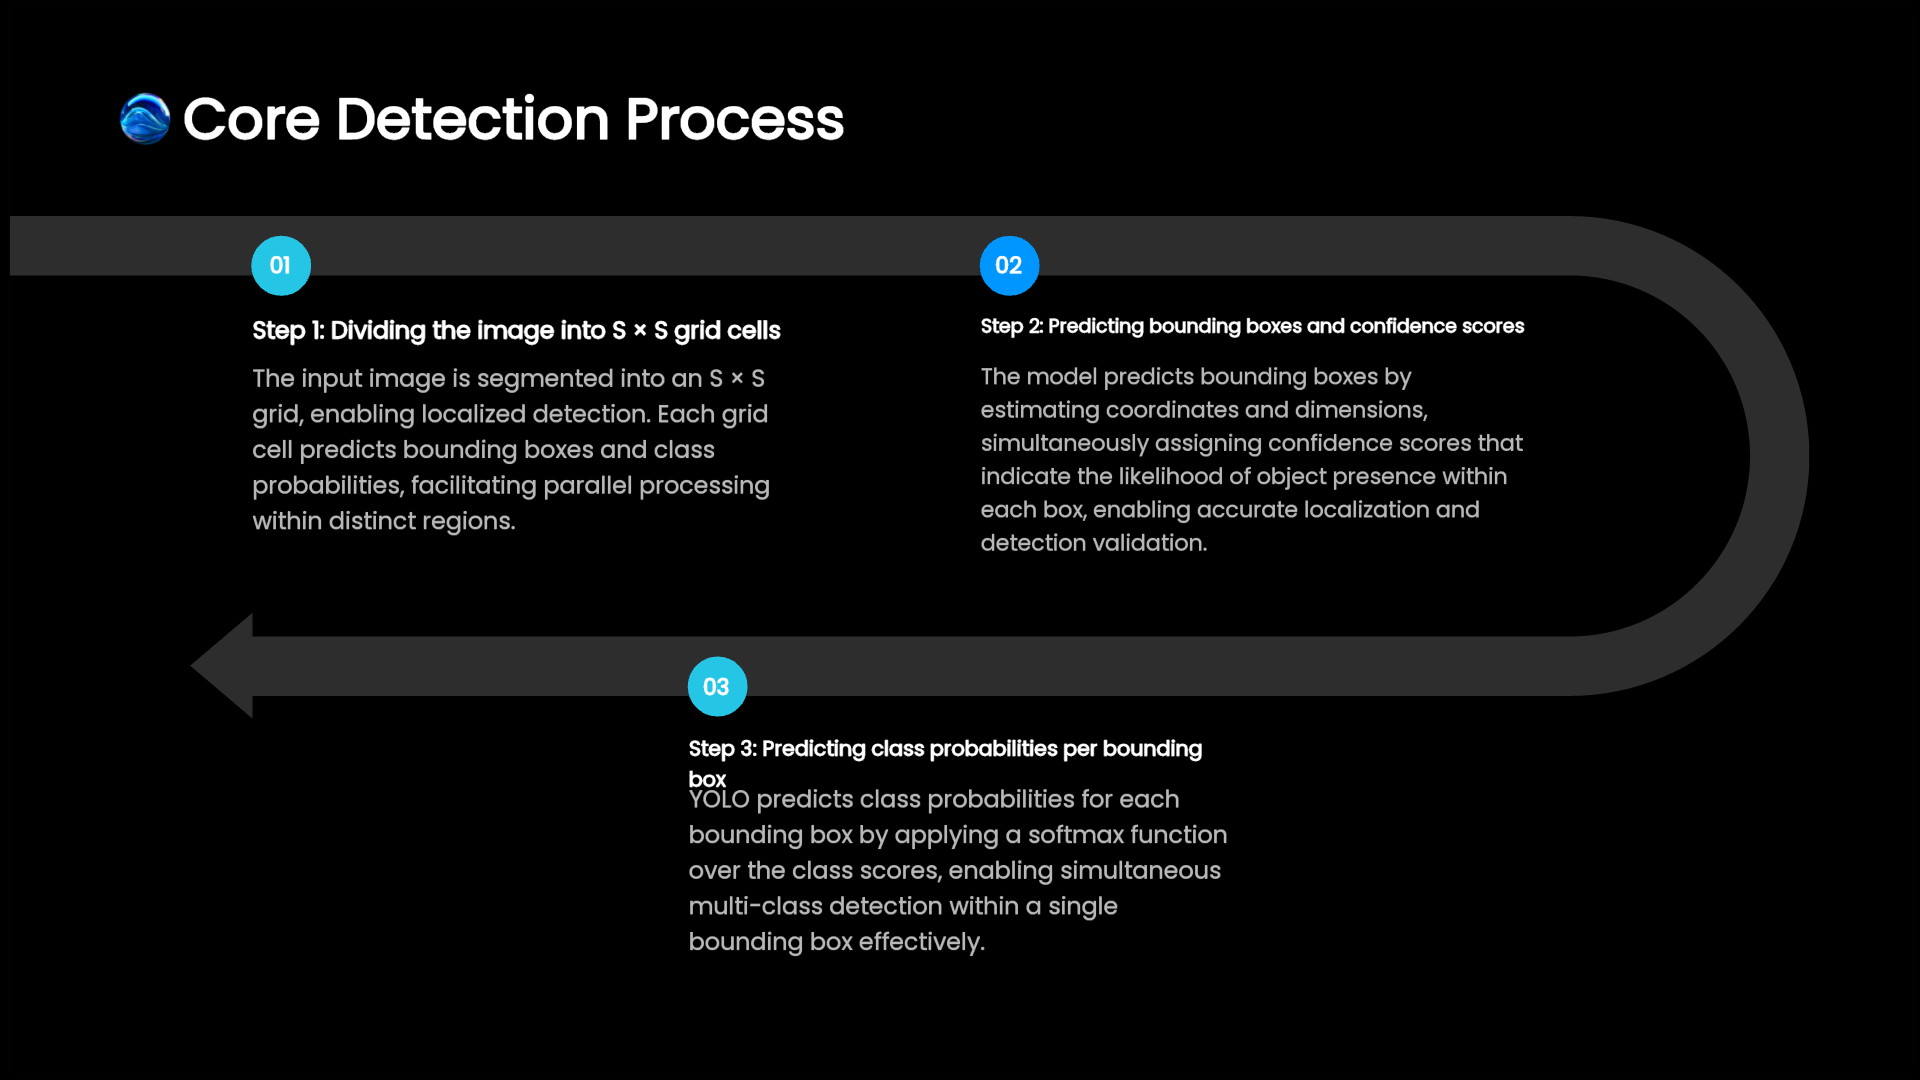 Core Detection Process
01
Step 1: Dividing the image into S × S grid cells
The input image is segmented into an S × S
grid, enabling localized detection. Each grid
cell predicts bounding boxes and class
probabilities, facilitating parallel processing
within distinct regions.
02
Step 2: Predicting bounding boxes and confidence scores
The model predicts bounding boxes by
estimating coordinates and dimensions,
simultaneously assigning confidence scores that
indicate the likelihood of object presence within
each box, enabling accurate localization and
detection validation.
03
Step 3: Predicting class probabilities per bounding
box
YOLO predicts class probabilities for each
bounding box by applying a softmax function
over the class scores, enabling simultaneous
multi-class detection within a single
bounding box effectively.